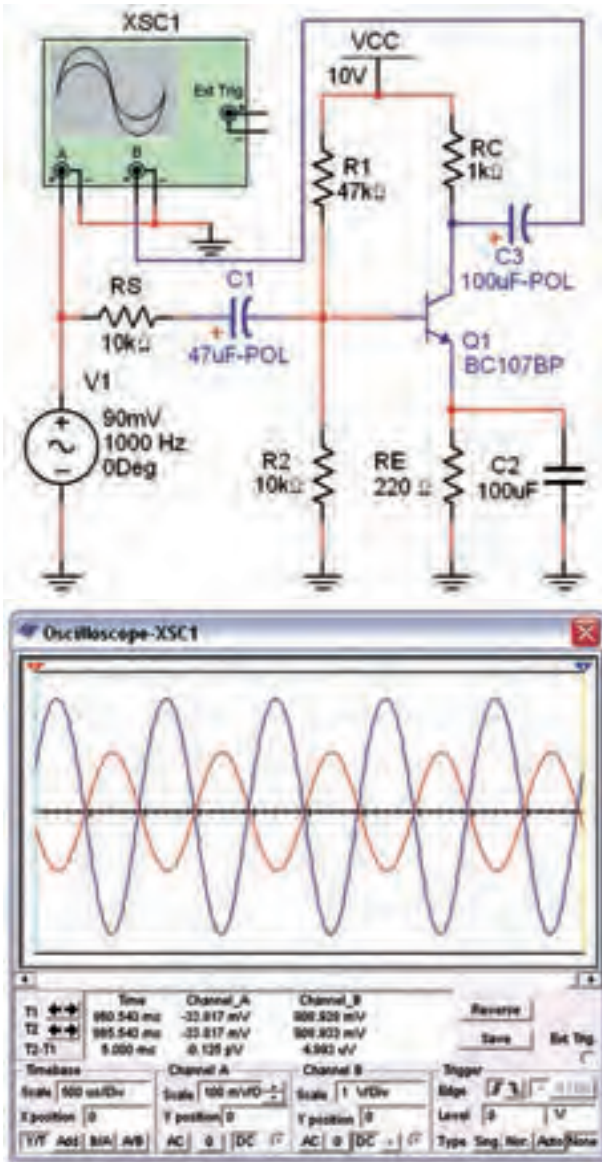 XSC1
Ext Trig
A
B
VCC
10V
R1
47kΩ
RC
1kΩ
C3
100uF-POL
RS
10kΩ
C1
47uF-POL
Q1
BC107BP
V1
90mV
1000 Hz
0Deg
R2
10kΩ
RE
220 Ω
C2
100uF
Oscilloscope-XSC1
Time Channel_A Channel_B
T1
T2
T2-T1
5.000 ms
Reverse
Save
Ext Trig.
Timebase
Scale 500 us/Div
X position 0
Y/T Add B/A A/B
Channel A
Scale 100 mV/D
Y position 0
AC 0 DC
Channel B
Scale 1 V/Div
Y position 0
AC 0 DC -
Trigger
Edge
Level 0 V
Type Sing. Nor. Auto None